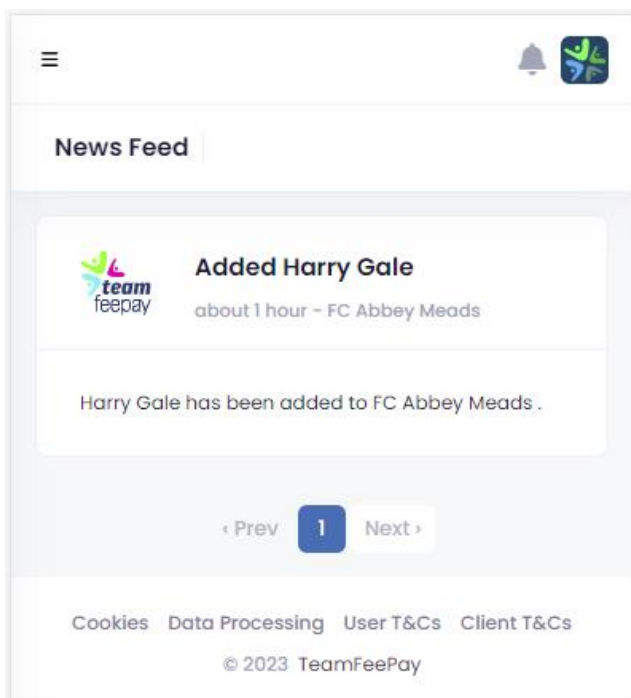 News Feed
team
feepay
Added Harry Gale
about 1 hour - FC Abbey Meads
Harry Gale has been added to FC Abbey Meads .
‹ Prev 1 Next ›
Cookies Data Processing User T&Cs Client T&Cs
© 2023 TeamFeePay